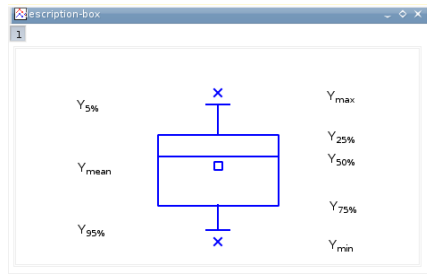 escription-box
1
Y5%
Ymax
Y25%
Y50%
Ymean
Y75%
Y95%
Ymin